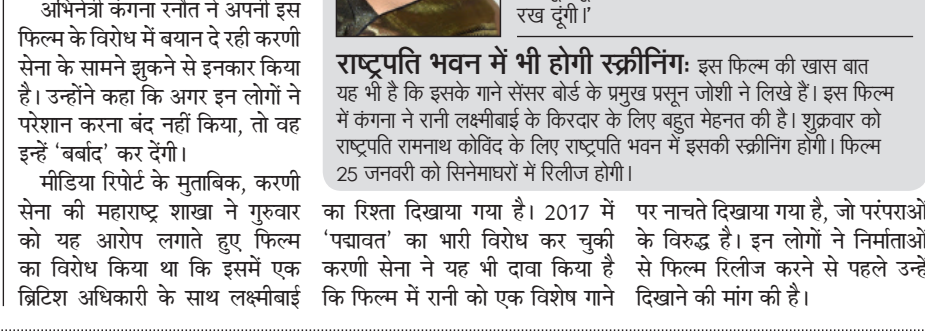 अभिनेत्री कंगना रनौत ने अपनी इस
फिल्म के विरोध में बयान दे रही करणी
सेना के सामने झुकने से इनकार किया
है। उन्होंने कहा कि अगर इन लोगों ने
परेशान करना बंद नहीं किया, तो वह
इन्हें ‘बर्बाद’ कर देंगी।
मीडिया रिपोर्ट के मुताबिक, करणी
सेना की महाराष्ट्र शाखा ने गुरुवार
को यह आरोप लगाते हुए फिल्म
का विरोध किया था कि इसमें एक
ब्रिटिश अधिकारी के साथ लक्ष्मीबाई
रख दूंगी।’
राष्ट्रपति भवन में भी होगी स्क्रीनिंगः इस फिल्म की खास बात
यह भी है कि इसके गाने सेंसर बोर्ड के प्रमुख प्रसून जोशी ने लिखे हैं। इस फिल्म
में कंगना ने रानी लक्ष्मीबाई के किरदार के लिए बहुत मेहनत की है। शुक्रवार को
राष्ट्रपति रामनाथ कोविंद के लिए राष्ट्रपति भवन में इसकी स्क्रीनिंग होगी। फिल्म
25 जनवरी को सिनेमाघरों में रिलीज होगी।
का रिश्ता दिखाया गया है। 2017 में
‘पद्मावत’ का भारी विरोध कर चुकी
करणी सेना ने यह भी दावा किया है
कि फिल्म में रानी को एक विशेष गाने
पर नाचते दिखाया गया है, जो परंपराओं
के विरुद्ध है। इन लोगों ने निर्माताओं
से फिल्म रिलीज करने से पहले उन्हें
दिखाने की मांग की है।